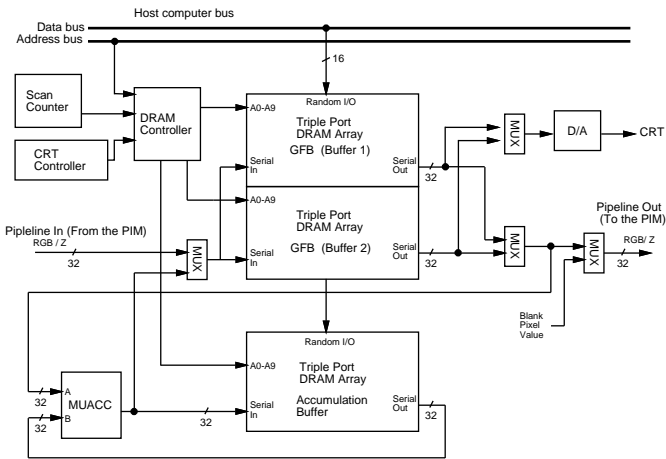 Host computer bus
Data bus
Address bus
16
Scan
Counter
DRAM
Controller
CRT
Controller
A0-A9
Random I/O
Triple Port
DRAM Array
GFB (Buffer 1)
Serial
In
Serial
Out
32
MUX
D/A
CRT
A0-A9
Triple Port
DRAM Array
GFB (Buffer 2)
Serial
In
Serial
Out
32
Pipleline In (From the PIM)
RGB / Z
32
MUX
MUX
MUX
Pipeline Out
(To the PIM)
RGB/ Z
32
Blank
Pixel
Value
Random I/O
A0-A9
Triple Port
DRAM Array
Accumulation
Buffer
Serial
In
Serial
Out
32
32
A
32
MUACC
B
32